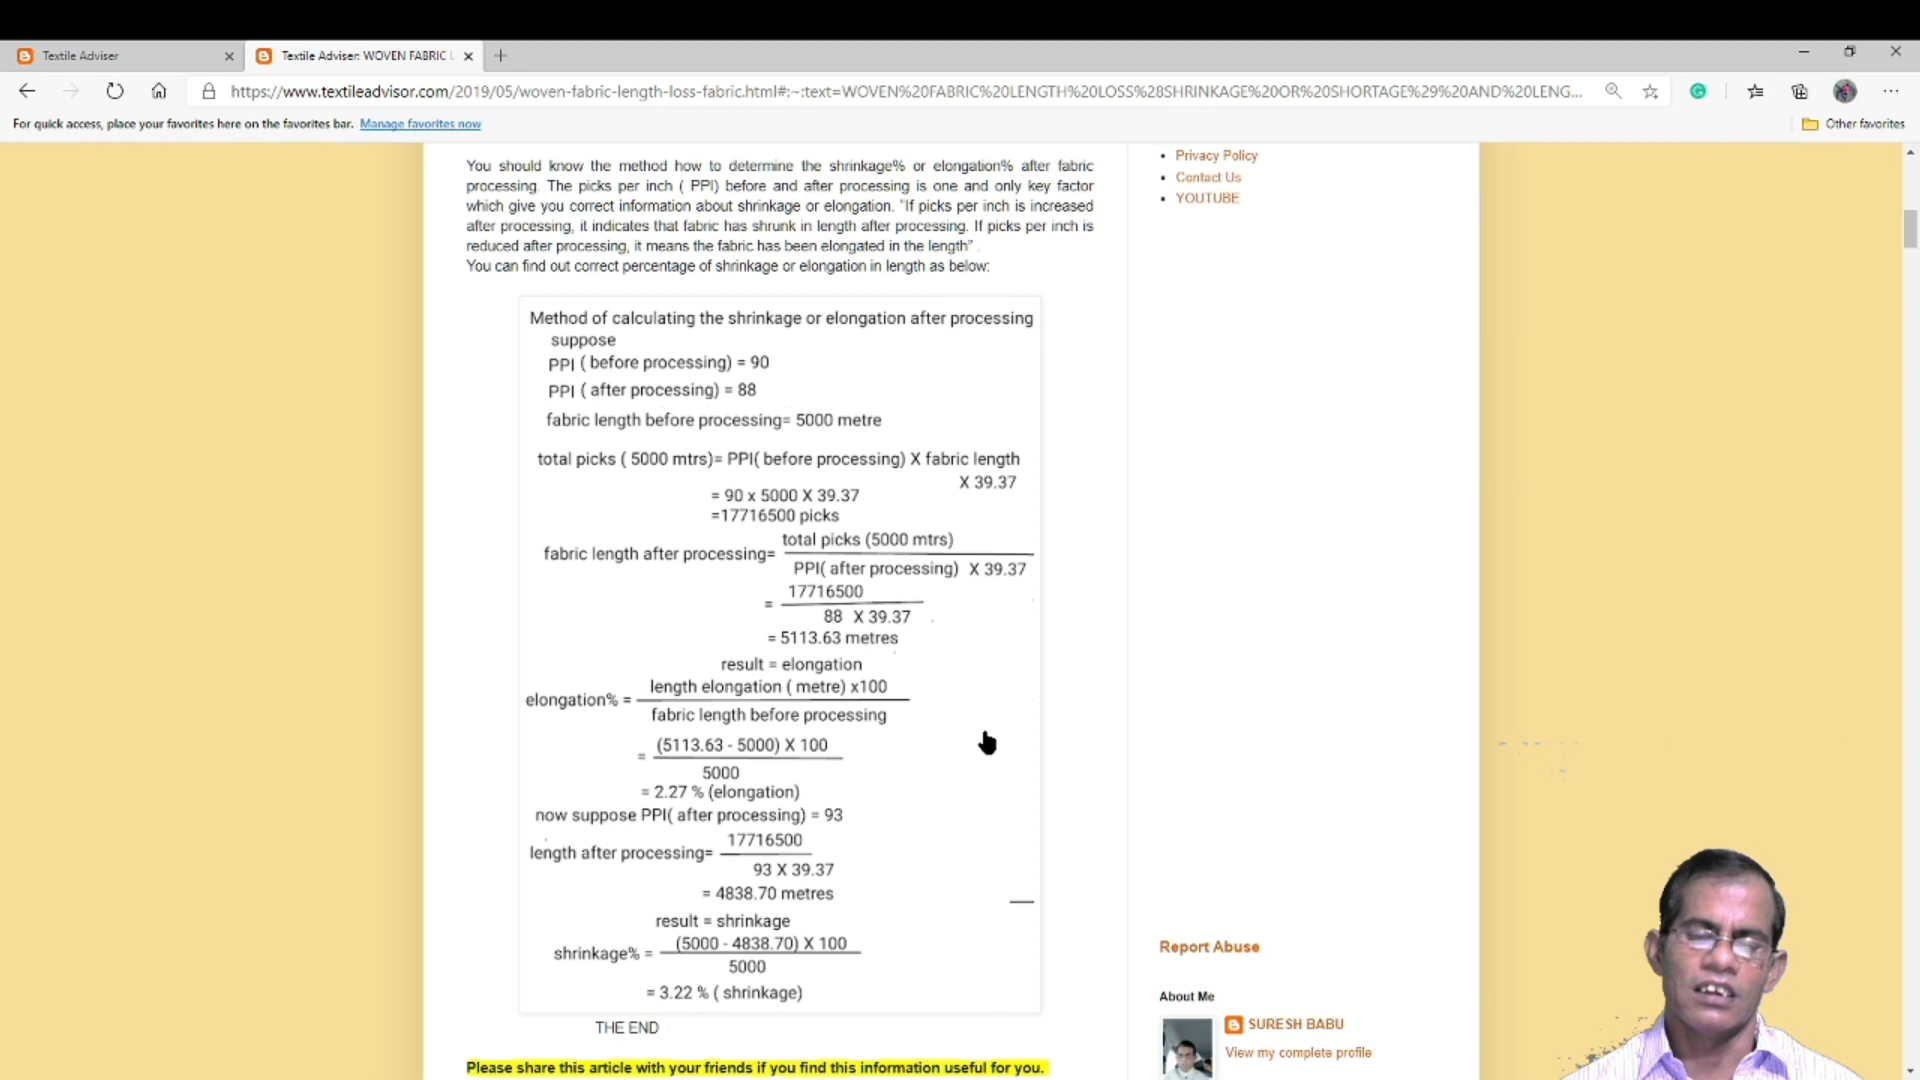 Textile Adviser
Textile Adviser: WOVEN FABRIC L
https://www.textileadvisor.com/2019/05/woven-fabric-length-loss-fabric.html#:~:text=WOVEN%20FABRIC%20LENGTH%20LOSS%28SHRINKAGE%20OR%20SHORTAGE%29%20AND%20LENG...
For quick access, place your favorites here on the favorites bar. Manage favorites now
Other favorites
You should know the method how to determine the shrinkage% or elongation% after fabric
processing. The picks per inch ( PPI) before and after processing is one and only key factor
which give you correct information about shrinkage or elongation. "If picks per inch is increased
after processing, it indicates that fabric has shrunk in length after processing. If picks per inch is
reduced after processing, it means the fabric has been elongated in the length" .
You can find out correct percentage of shrinkage or elongation in length as below:
Method of calculating the shrinkage or elongation after processing
suppose
PPI ( before processing) = 90
PPI ( after processing) = 88
fabric length before processing= 5000 metre
total picks ( 5000 mtrs)= PPI( before processing) X fabric length
X 39.37
= 90 x 5000 X 39.37
=17716500 picks
total picks (5000 mtrs)
fabric length after processing=
PPI( after processing) X 39.37
17716500
=
88 X 39.37
= 5113.63 metres
result = elongation
length elongation ( metre) x100
elongation% =
fabric length before processing
(5113.63 - 5000) X 100
=
5000
= 2.27 % (elongation)
now suppose PPI( after processing) = 93
17716500
length after processing=
93 X 39.37
= 4838.70 metres
result = shrinkage
(5000 - 4838.70) X 100
shrinkage% =
5000
= 3.22 % ( shrinkage)
THE END
Please share this article with your friends if you find this information useful for you.
Privacy Policy
Contact Us
YOUTUBE
Report Abuse
About Me
SURESH BABU
View my complete profile